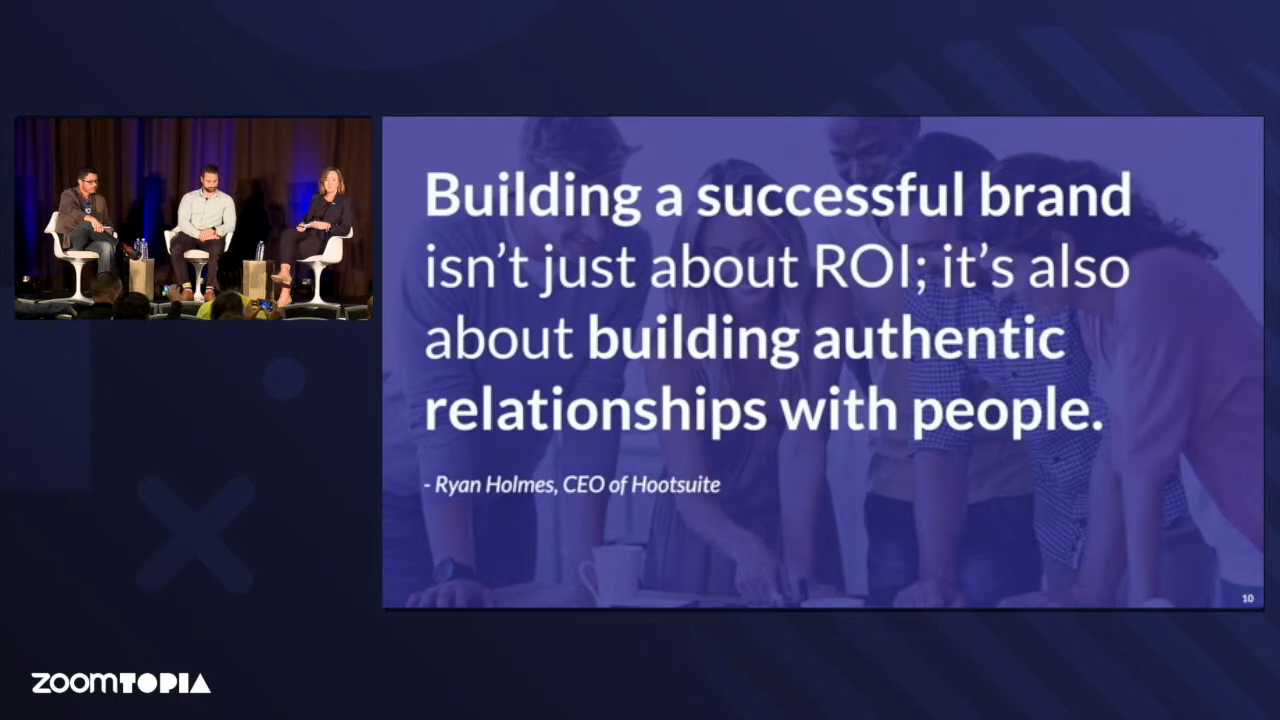 Building a successful brand
isn’t just about ROI; it’s also
about building authentic
relationships with people.
- Ryan Holmes, CEO of Hootsuite
10
zoomTOPIA